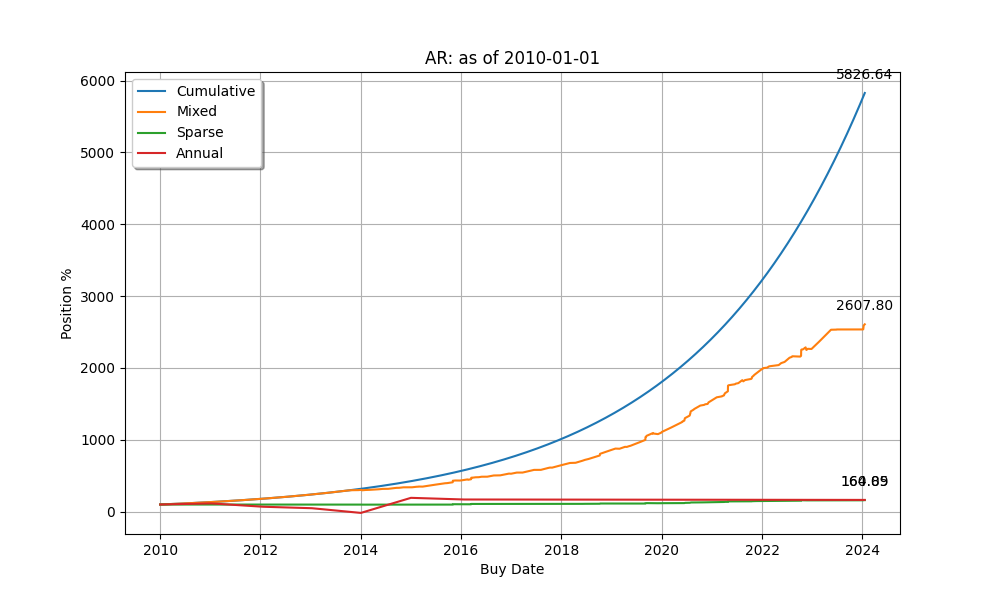 AR: as of 2010-01-01
5826.64
6000
Cumulative
Mixed
Sparse
Annual
5000
4000
3000
2607.80
2000
1000
0
Position %
2010 2012 2014 2016 2018 2020 2022 2024
Buy Date